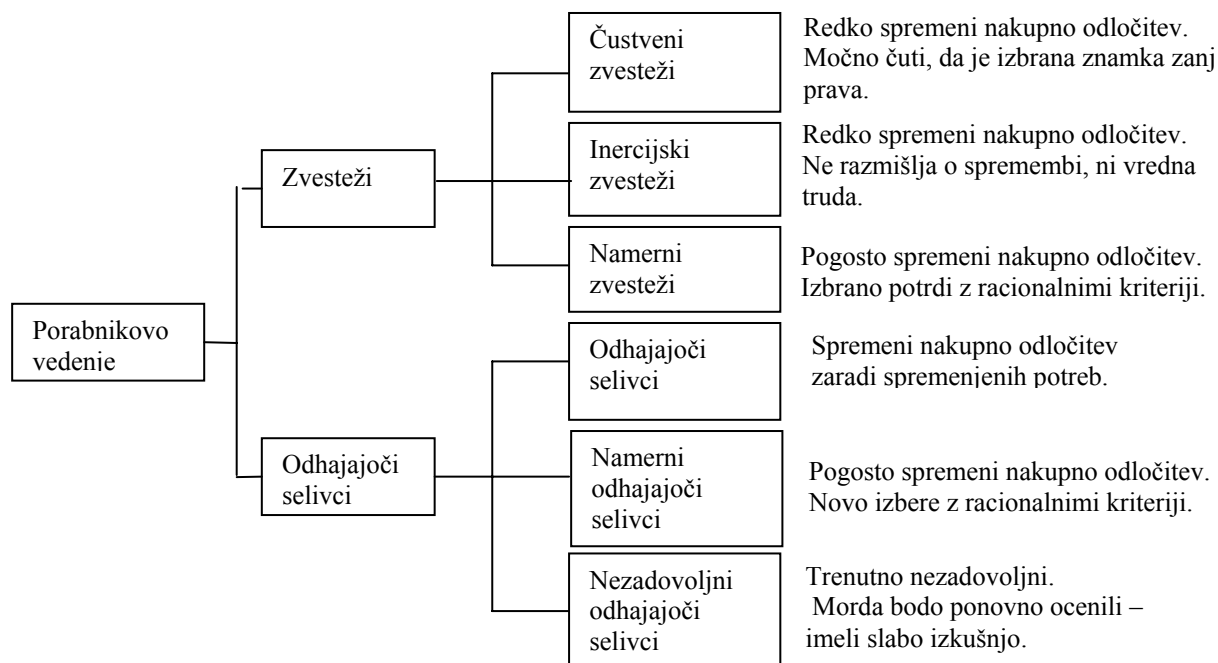 Čustveni
zvesteži
Redko spremeni nakupno odločitev.
Močno čuti, da je izbrana znamka zanj
prava.
Zvesteži
Inercijski
zvesteži
Redko spremeni nakupno odločitev.
Ne razmišlja o spremembi, ni vredna
truda.
Namerni
zvesteži
Pogosto spremeni nakupno odločitev.
Izbrano potrdi z racionalnimi kriteriji.
Porabnikovo
vedenje
Odhajajoči
selivci
Spremeni nakupno odločitev
zaradi spremenjenih potreb.
Odhajajoči
selivci
Namerni
odhajajoči
selivci
Pogosto spremeni nakupno odločitev.
Novo izbere z racionalnimi kriteriji.
Nezadovoljni
odhajajoči
selivci
Trenutno nezadovoljni.
Morda bodo ponovno ocenili –
imeli slabo izkušnjo.